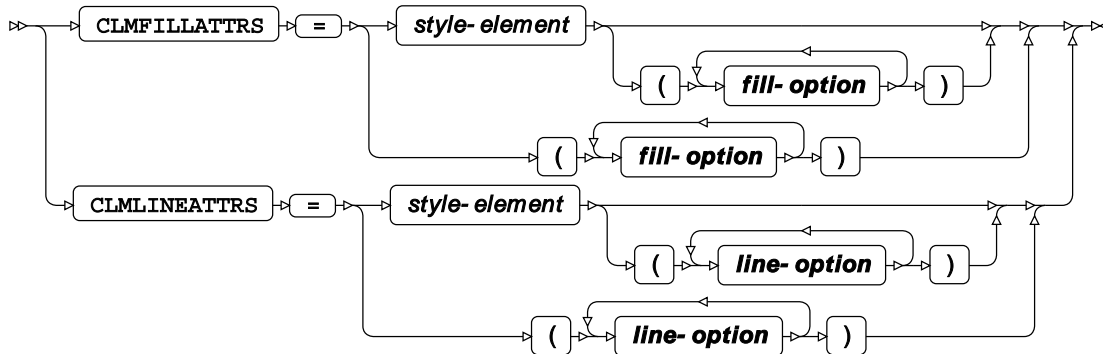 CLMFILLATTRS = style-element
( fill-option )
( fill-option )
CLMLINEATTRS = style-element
( line-option )
( line-option )